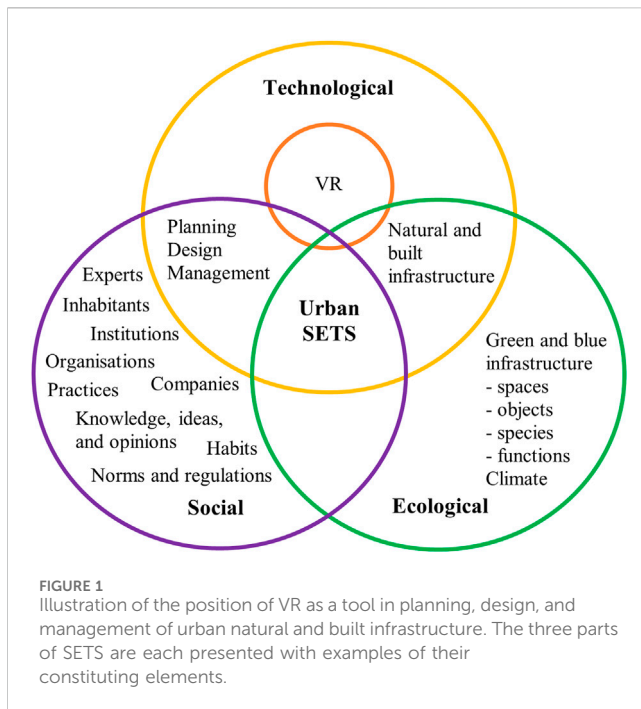 Technological
VR
Planning
Design
Management
Natural and
built
infrastructure
Experts
Inhabitants
Institutions
Organisations
Practices
Companies
Knowledge, ideas,
and opinions
Habits
Norms and regulations
Social
Urban
SETS
Green and blue
infrastructure
- spaces
- objects
- species
- functions
Climate
Ecological
FIGURE 1
Illustration of the position of VR as a tool in planning, design, and
management of urban natural and built infrastructure. The three parts
of SETS are each presented with examples of their
constituting elements.